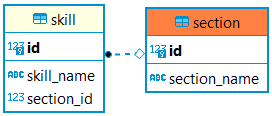 skill
123 id
ABC skill_name
123 section_id
section
123 id
ABC section_name